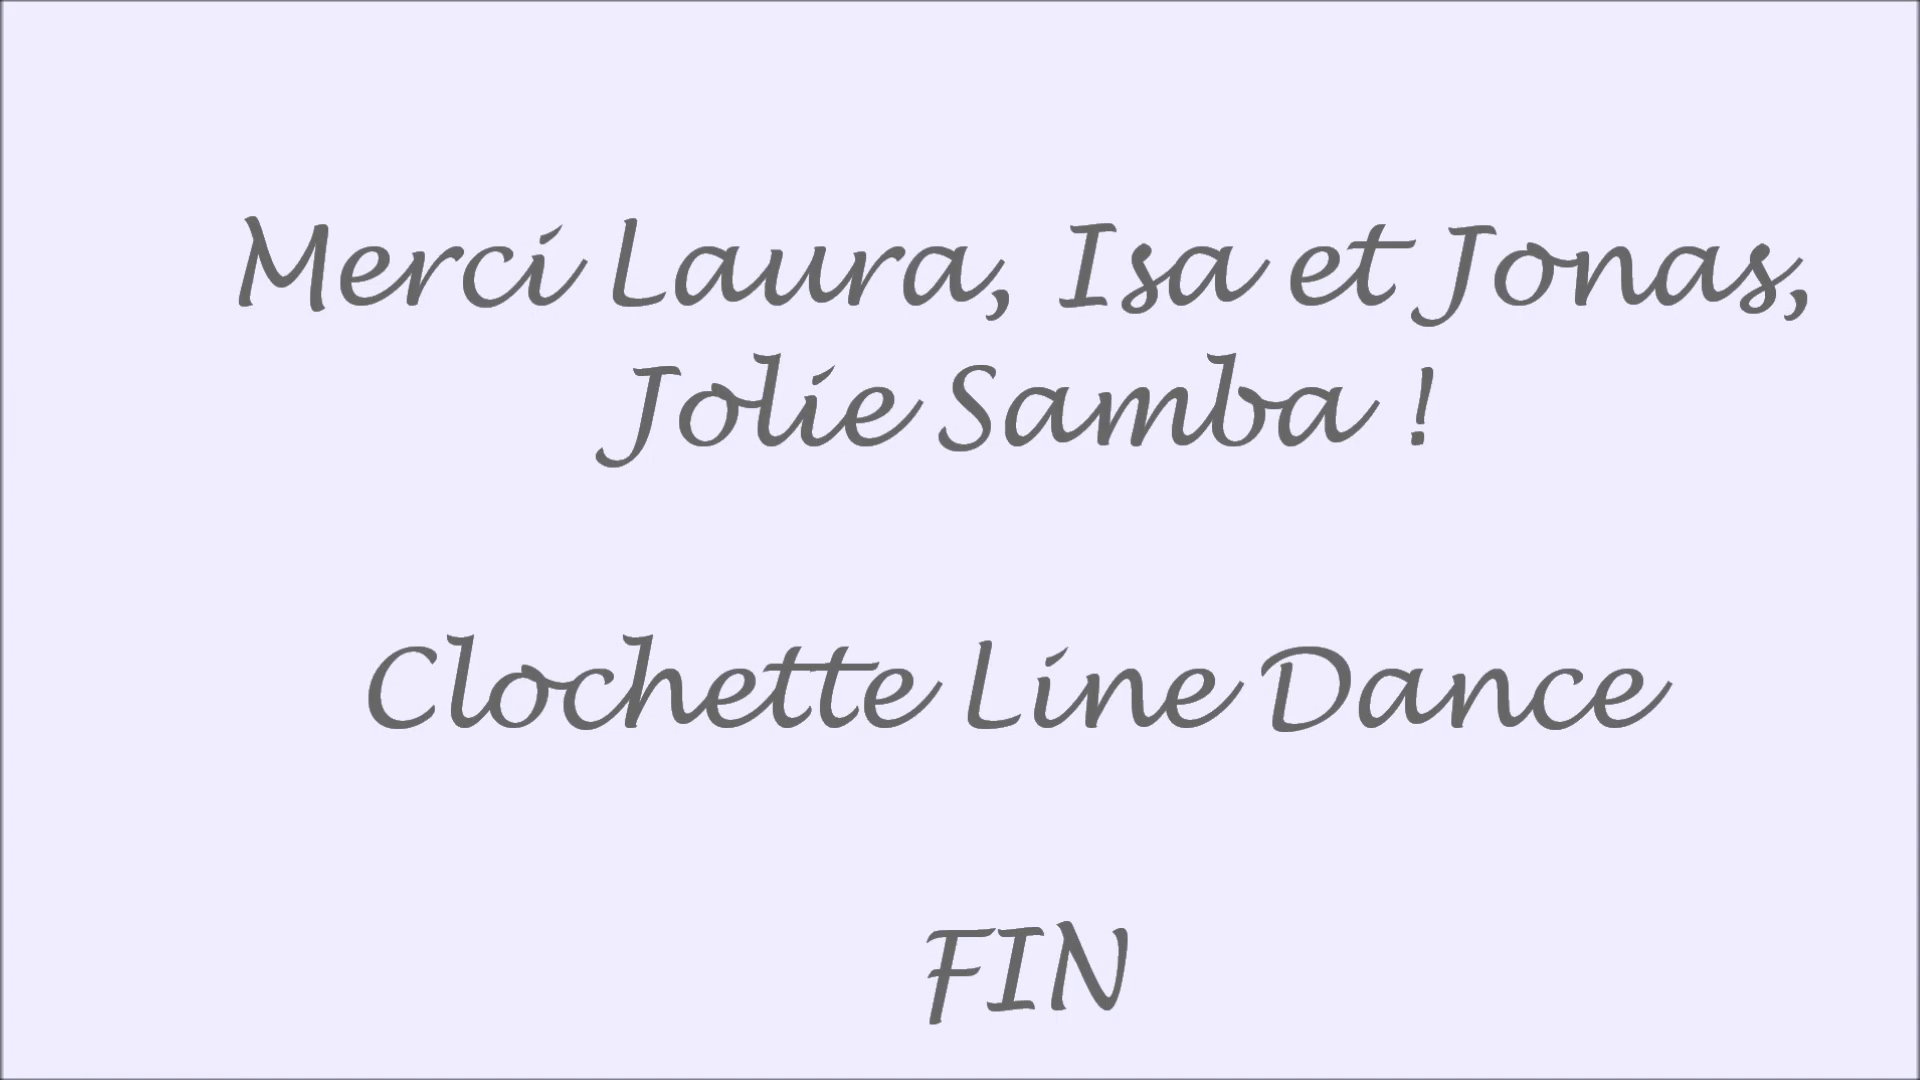 Merci Laura, Isa et Jonas,
Jolie Samba !
Clochette Line Dance
FIN